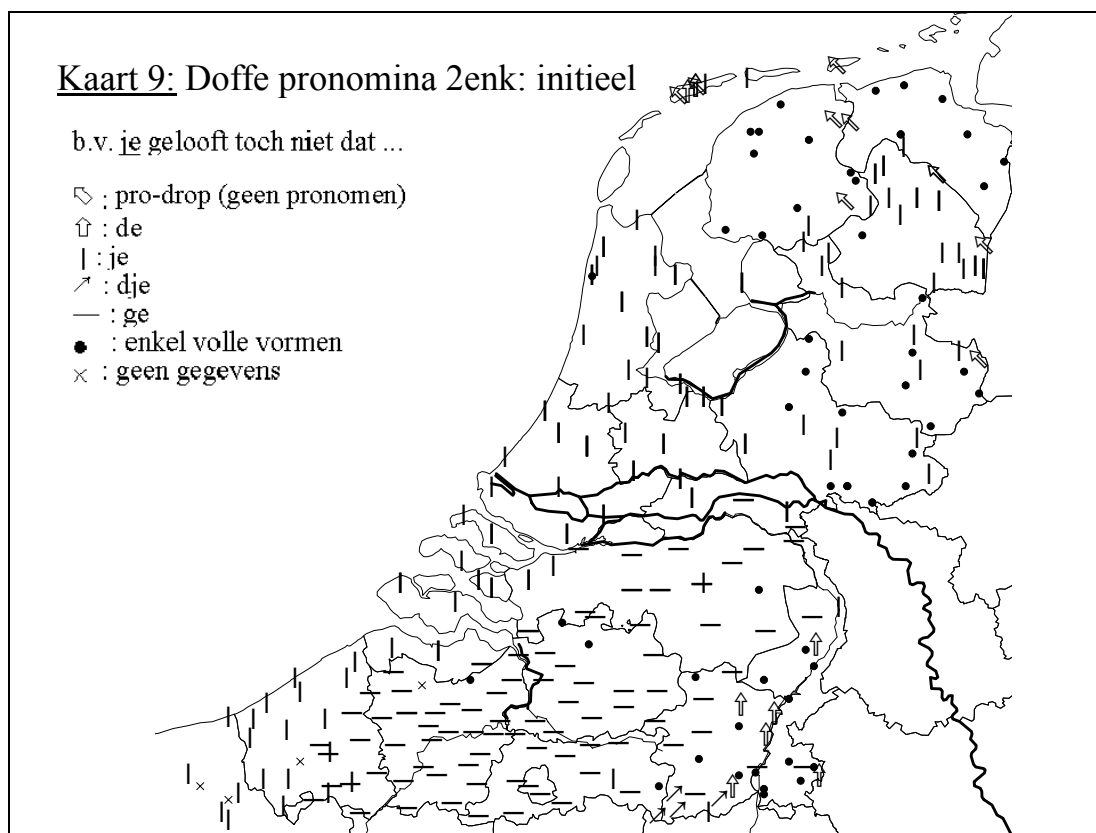 Kaart 9: Doffe pronomina 2enk: initieel
b.v. je gelooft toch niet dat ...
: pro-drop (geen pronomen)
: de
: je
: dje
: ge
: enkel volle vormen
: geen gegevens